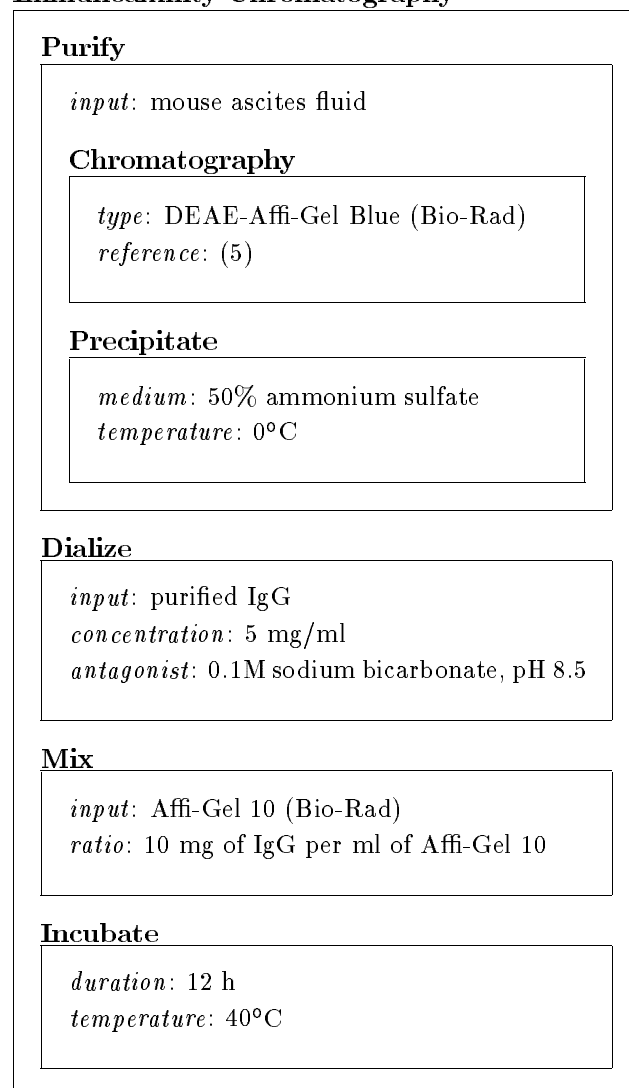 Immunoaffinity Chromatography
Purify
input: mouse ascites fluid
Chromatography
type: DEAE-Affi-Gel Blue (Bio-Rad)
reference: (5)
Precipitate
medium: 50% ammonium sulfate
temperature: 0°C
Dialize
input: purified IgG
concentration: 5 mg/ml
antagonist: 0.1M sodium bicarbonate, pH 8.5
Mix
input: Affi-Gel 10 (Bio-Rad)
ratio: 10 mg of IgG per ml of Affi-Gel 10
Incubate
duration: 12 h
temperature: 40°C